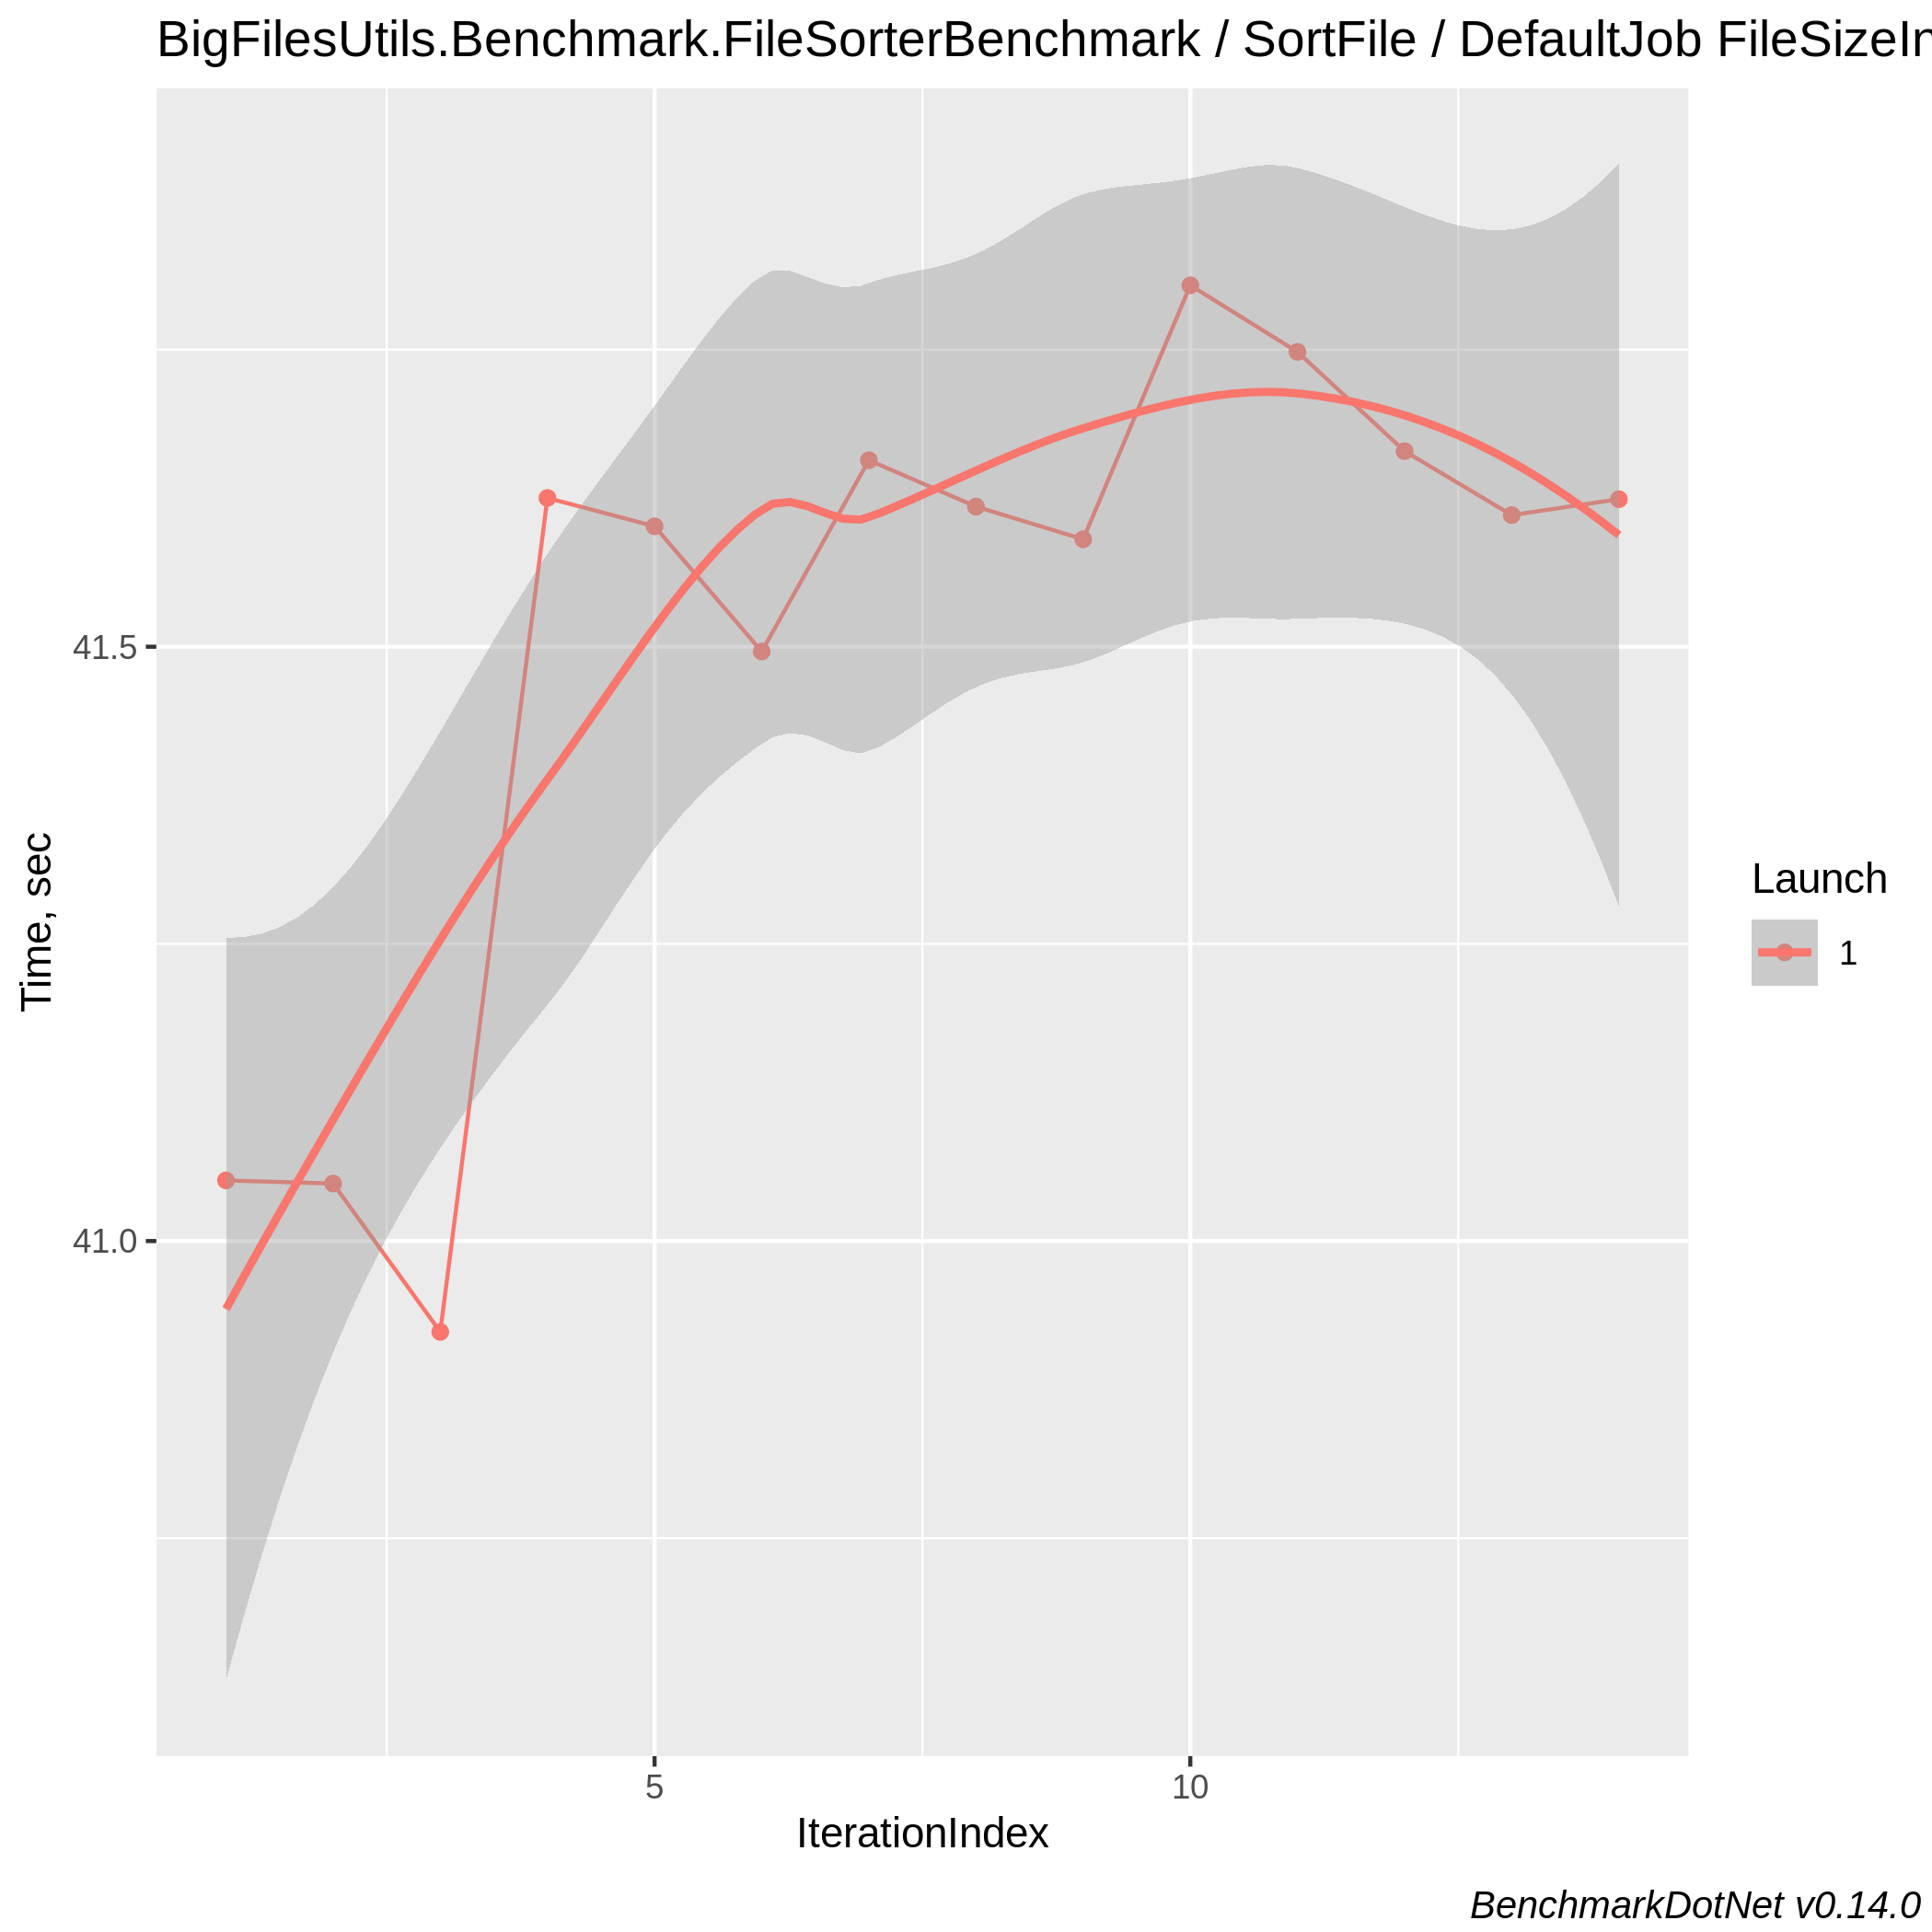 BigFilesUtils.Benchmark.FileSorterBenchmark / SortFile / DefaultJob FileSizeIn
41.5
41.0
Time, sec
5
10
IterationIndex
Launch
1
BenchmarkDotNet v0.14.0